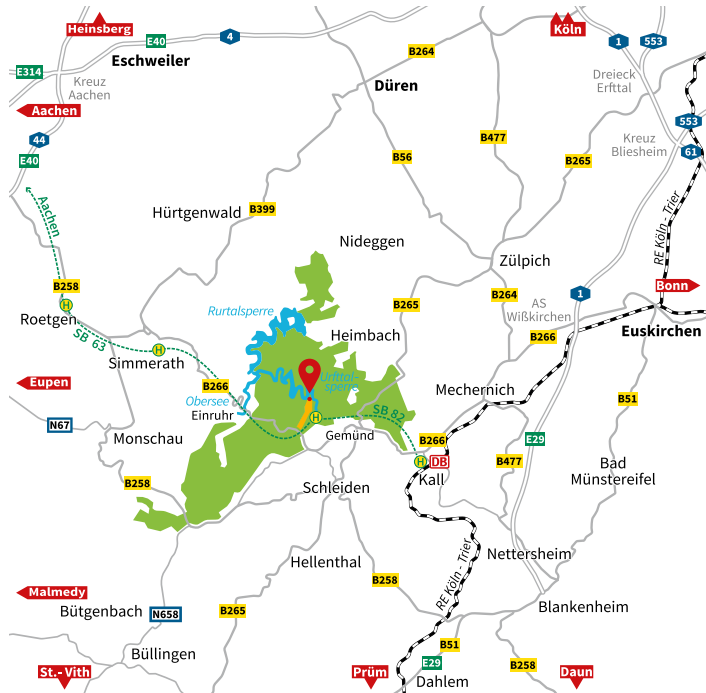 Heinsberg
E40
4
Köln
1
553
B264
Eschweiler
E314
Kreuz
Aachen
Düren
Dreieck
Erfttal
Aachen
553
44
B477
Kreuz
Bliesheim
61
E40
B56
B265
Aachen
Hürtgenwald
B399
RE Köln - Trier
Nideggen
Zülpich
B258
Bonn
Roetgen
Rurtalsperre
B265
B264
1
AS
Wißkirchen
Euskirchen
SB 63
Heimbach
B266
Simmerath
Eupen
B266
Urfttal-
sperre
Mechernich
Obersee
Einruhr
SB 82
B51
N67
Monschau
Gemünd
B266
E29
DB
B477
Kall
Bad
Münstereifel
B258
Schleiden
H
H
H
H
RE Köln - Trier
Nettersheim
Hellenthal
B258
Malmedy
Bütgenbach
N658
B265
Blankenheim
Büllingen
B51
E29
B258
St.- Vith
Prüm
Dahlem
Daun